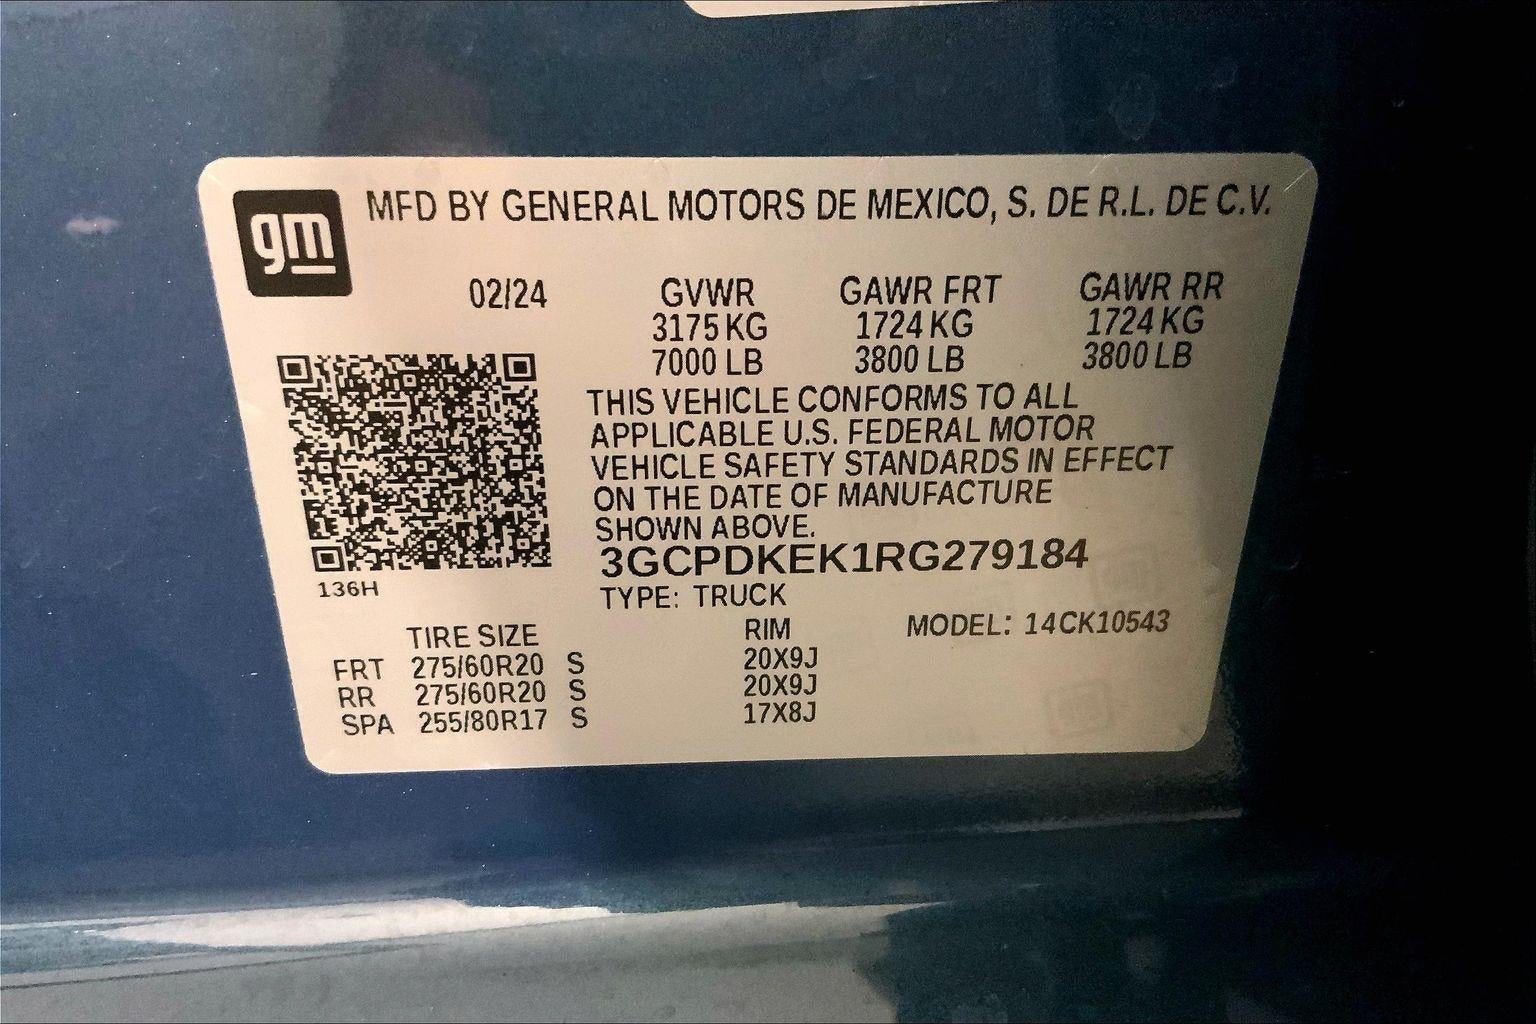 gm
MFD BY GENERAL MOTORS DE MEXICO, S. DE R.L. DE C.V.
02/24 GVWR GAWR FRT GAWR RR
3175 KG 1724 KG 1724 KG
7000 LB 3800 LB 3800 LB
THIS VEHICLE CONFORMS TO ALL
APPLICABLE U.S. FEDERAL MOTOR
VEHICLE SAFETY STANDARDS IN EFFECT
ON THE DATE OF MANUFACTURE
SHOWN ABOVE.
3GCPDKEK1RG279184
136H
TYPE: TRUCK
TIRE SIZE RIM MODEL: 14CK10543
FRT 275/60R20 S 20X9J
RR 275/60R20 S 20X9J
SPA 255/80R17 S 17X8J